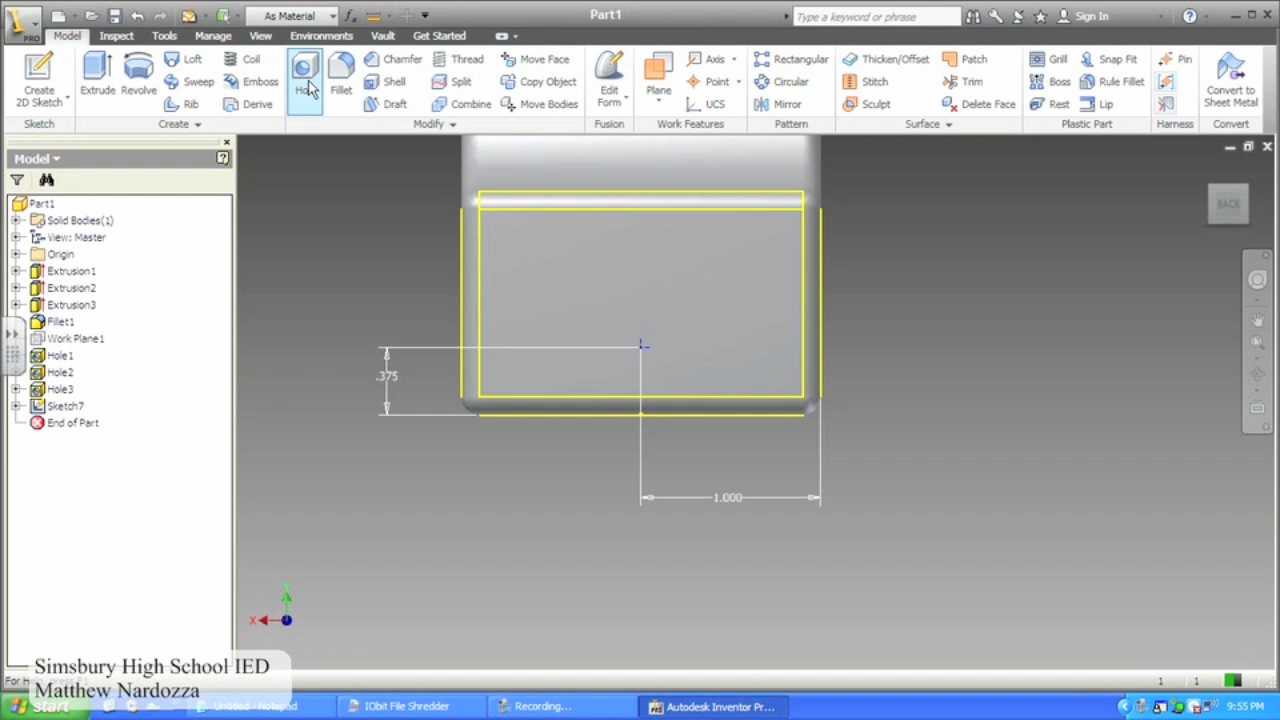 Part1
As Material
Type a keyword or phrase
Sign In
PRO
Model Inspect Tools Manage View Environments Vault Get Started
Create 2D Sketch
Extrude
Revolve
Loft
Sweep
Rib
Coil
Emboss
Derive
Fillet
Chamfer
Shell
Draft
Thread
Split
Combine
Move Face
Copy Object
Move Bodies
Edit Form
Plane
Axis
Point
UCS
Rectangular
Circular
Mirror
Thicken/Offset
Stitch
Sculpt
Patch
Trim
Delete Face
Grill
Boss
Rest
Snap Fit
Rule Fillet
Lip
Pin
Convert to Sheet Metal
Sketch
Create
Modify
Fusion
Work Features
Pattern
Surface
Plastic Part
Harness
Convert
Model
Part1
Solid Bodies(1)
View: Master
Origin
Extrusion1
Extrusion2
Extrusion3
Fillet1
Work Plane1
Hole1
Hole2
Hole3
Sketch7
End of Part
BACK
.375
1.000
Y
X
Simsbury High School IED
Matthew Nardozza
1 1
start
Untitled - Notepad
IObit File Shredder
Recording...
Autodesk Inventor Pr...
9:55 PM